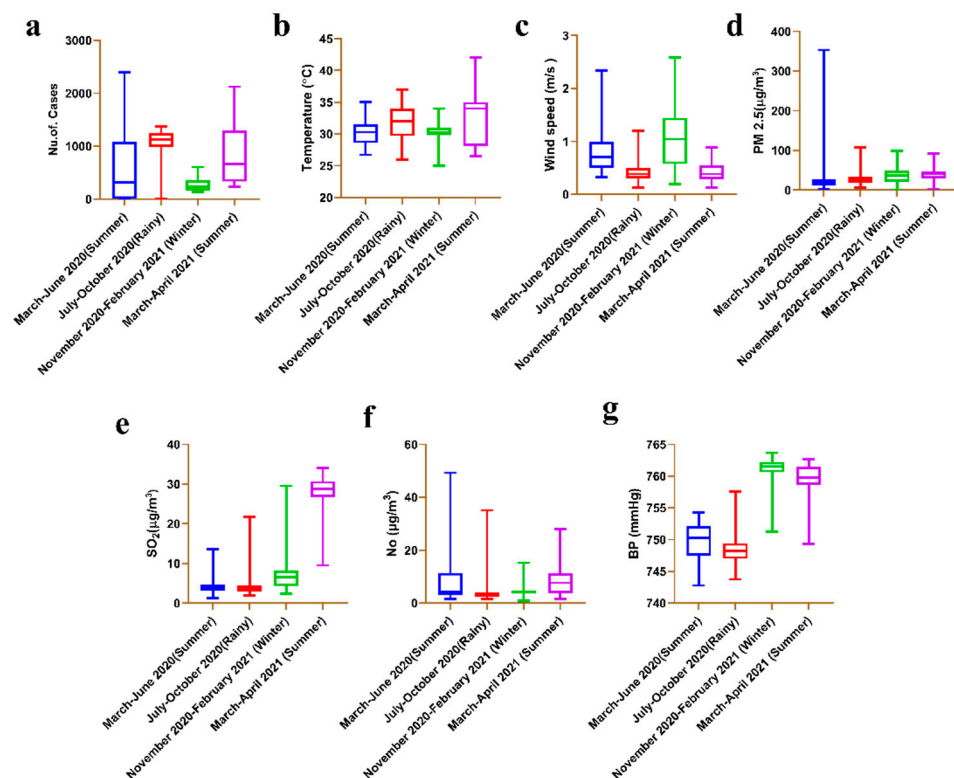 a
Nu.of. Cases
3000
2000
1000
0
March-June 2020(Summer)
July-October 2020(Rainy)
November 2020-February 2021 (Winter)
March-April 2021 (Summer)
b
Temperature (°C)
45
40
35
30
25
20
March-June 2020(Summer)
July-October 2020(Rainy)
November 2020-February 2021 (Winter)
March-April 2021 (Summer)
c
Wind speed (m/s )
3
2
1
0
March-June 2020(Summer)
July-October 2020(Rainy)
November 2020-February 2021 (Winter)
March-April 2021 (Summer)
d
PM 2.5(µg/m³)
400
300
200
100
0
March-June 2020(Summer)
July-October 2020(Rainy)
November 2020-February 2021 (Winter)
March-April 2021 (Summer)
e
SO₂(µg/m³)
40
30
20
10
0
March-June 2020(Summer)
July-October 2020(Rainy)
November 2020-February 2021 (Winter)
March-April 2021 (Summer)
f
No (µg/m³)
60
40
20
0
March-June 2020(Summer)
July-October 2020(Rainy)
November 2020-February 2021 (Winter)
March-April 2021 (Summer)
g
BP (mmHg)
765
760
752
750
745
740
March-June 2020(Summer)
July-October 2020(Rainy)
November 2020-February 2021 (Winter)
March-April 2021 (Summer)